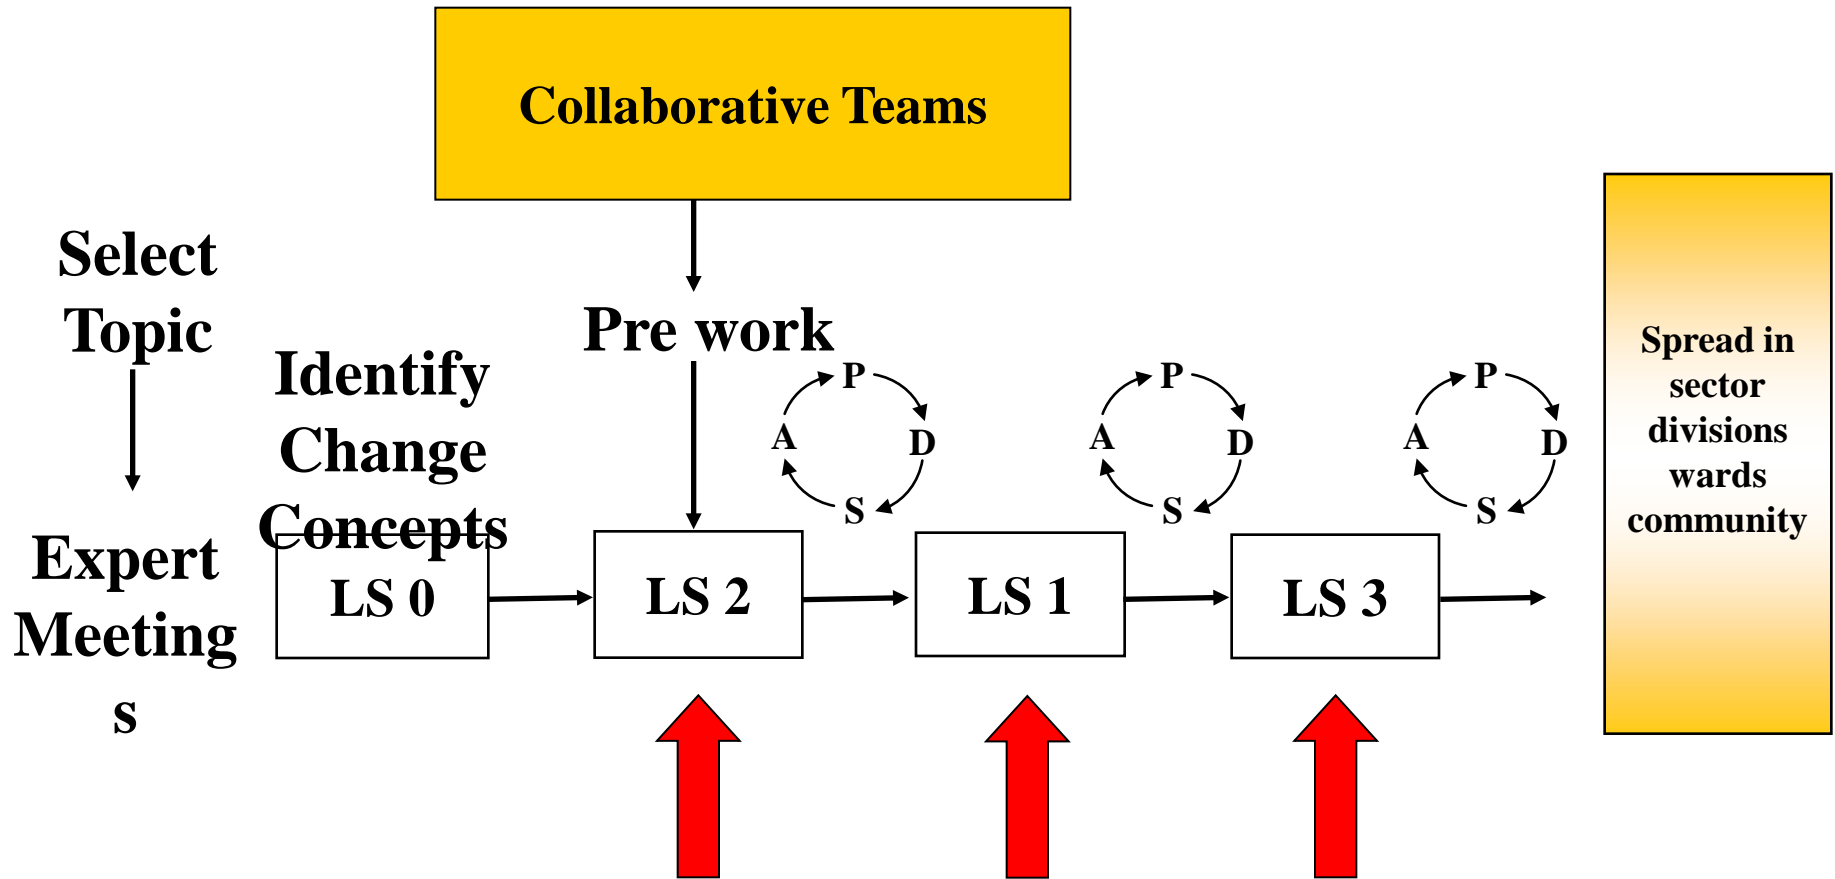 Collaborative Teams
Select
Topic
Expert
Meeting
s
Identify
Change
Concepts
Pre work
P
A
D
S
P
A
D
S
P
A
D
S
LS 0
LS 2
LS 1
LS 3
Spread in
sector
divisions
wards
community